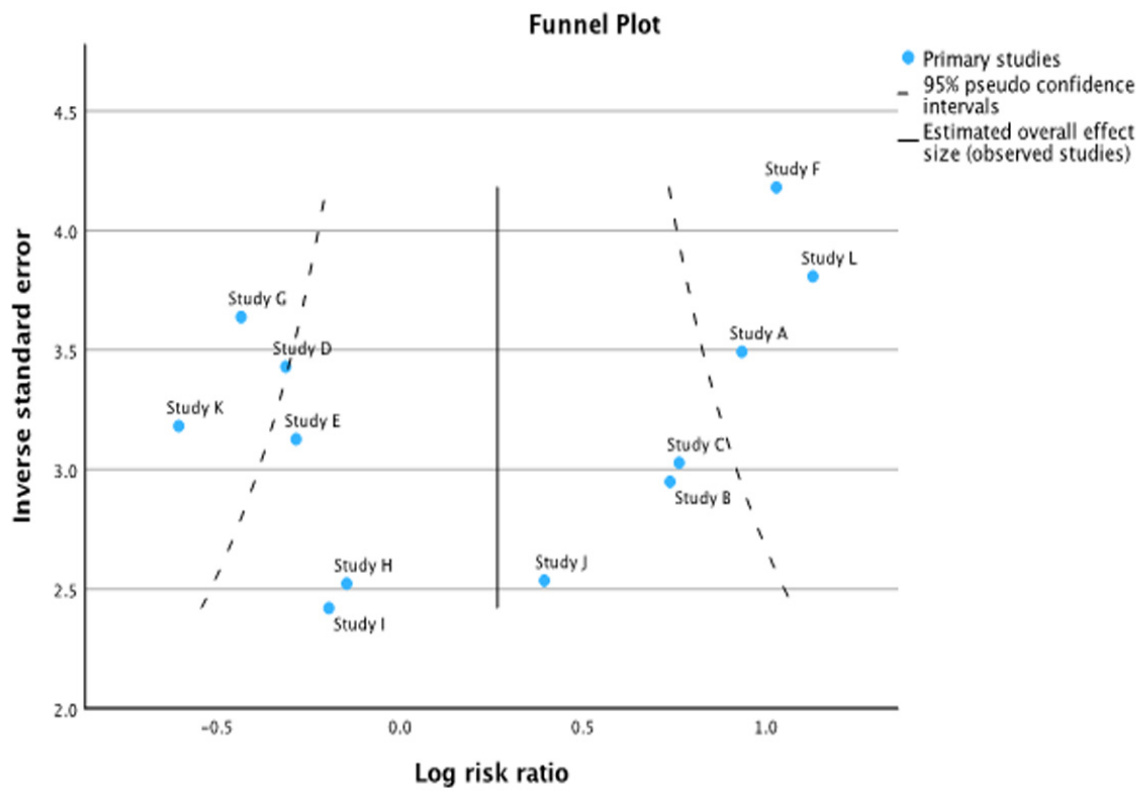 Funnel Plot
Primary studies
95% pseudo confidence
intervals
Estimated overall effect
size (observed studies)
4.5
Study F
4.0
Study L
Study G
Study A
3.5
Study D
Study K
Study E
Study C
3.0
Study B
Study H
Study J
2.5
Study I
2.0
Inverse standard error
-0.5
0.0
0.5
1.0
Log risk ratio